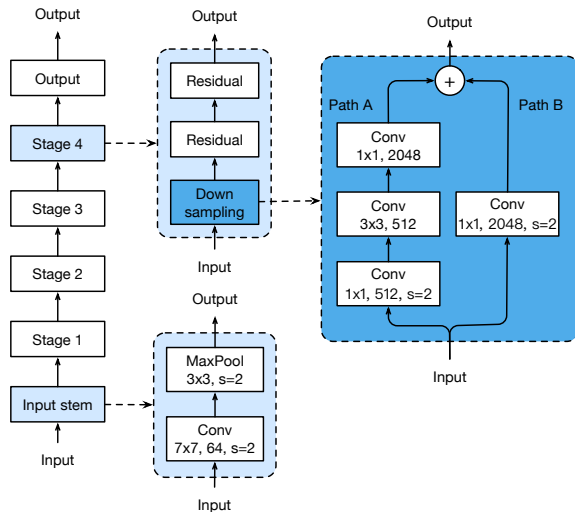 Output
Output
Stage 4
Stage 3
Stage 2
Stage 1
Input stem
Input
Output
Residual
Residual
Down
sampling
Input
Output
MaxPool
3x3, s=2
Conv
7x7, 64, s=2
Input
Output
+
Path A
Path B
Conv
1x1, 2048
Conv
3x3, 512
Conv
1x1, 2048, s=2
Conv
1x1, 512, s=2
Input